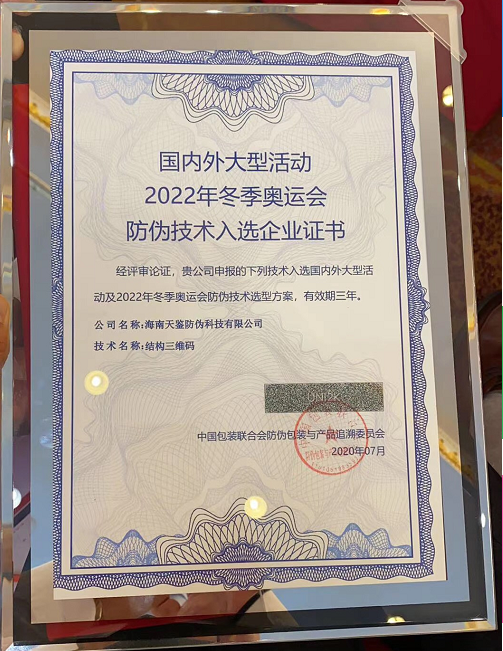 国内外大型活动
2022年冬季奥运会
防伪技术入选企业证书
经评审论证，贵公司申报的下列技术入选国内外大型活
动及2022年冬季奥运会防伪技术选型方案，有效期三年。
公司名称:海南天鉴防伪科技有限公司
技术名称:结构三维码
中国包装联合会防伪包装与产品追溯委员会
2020年07月